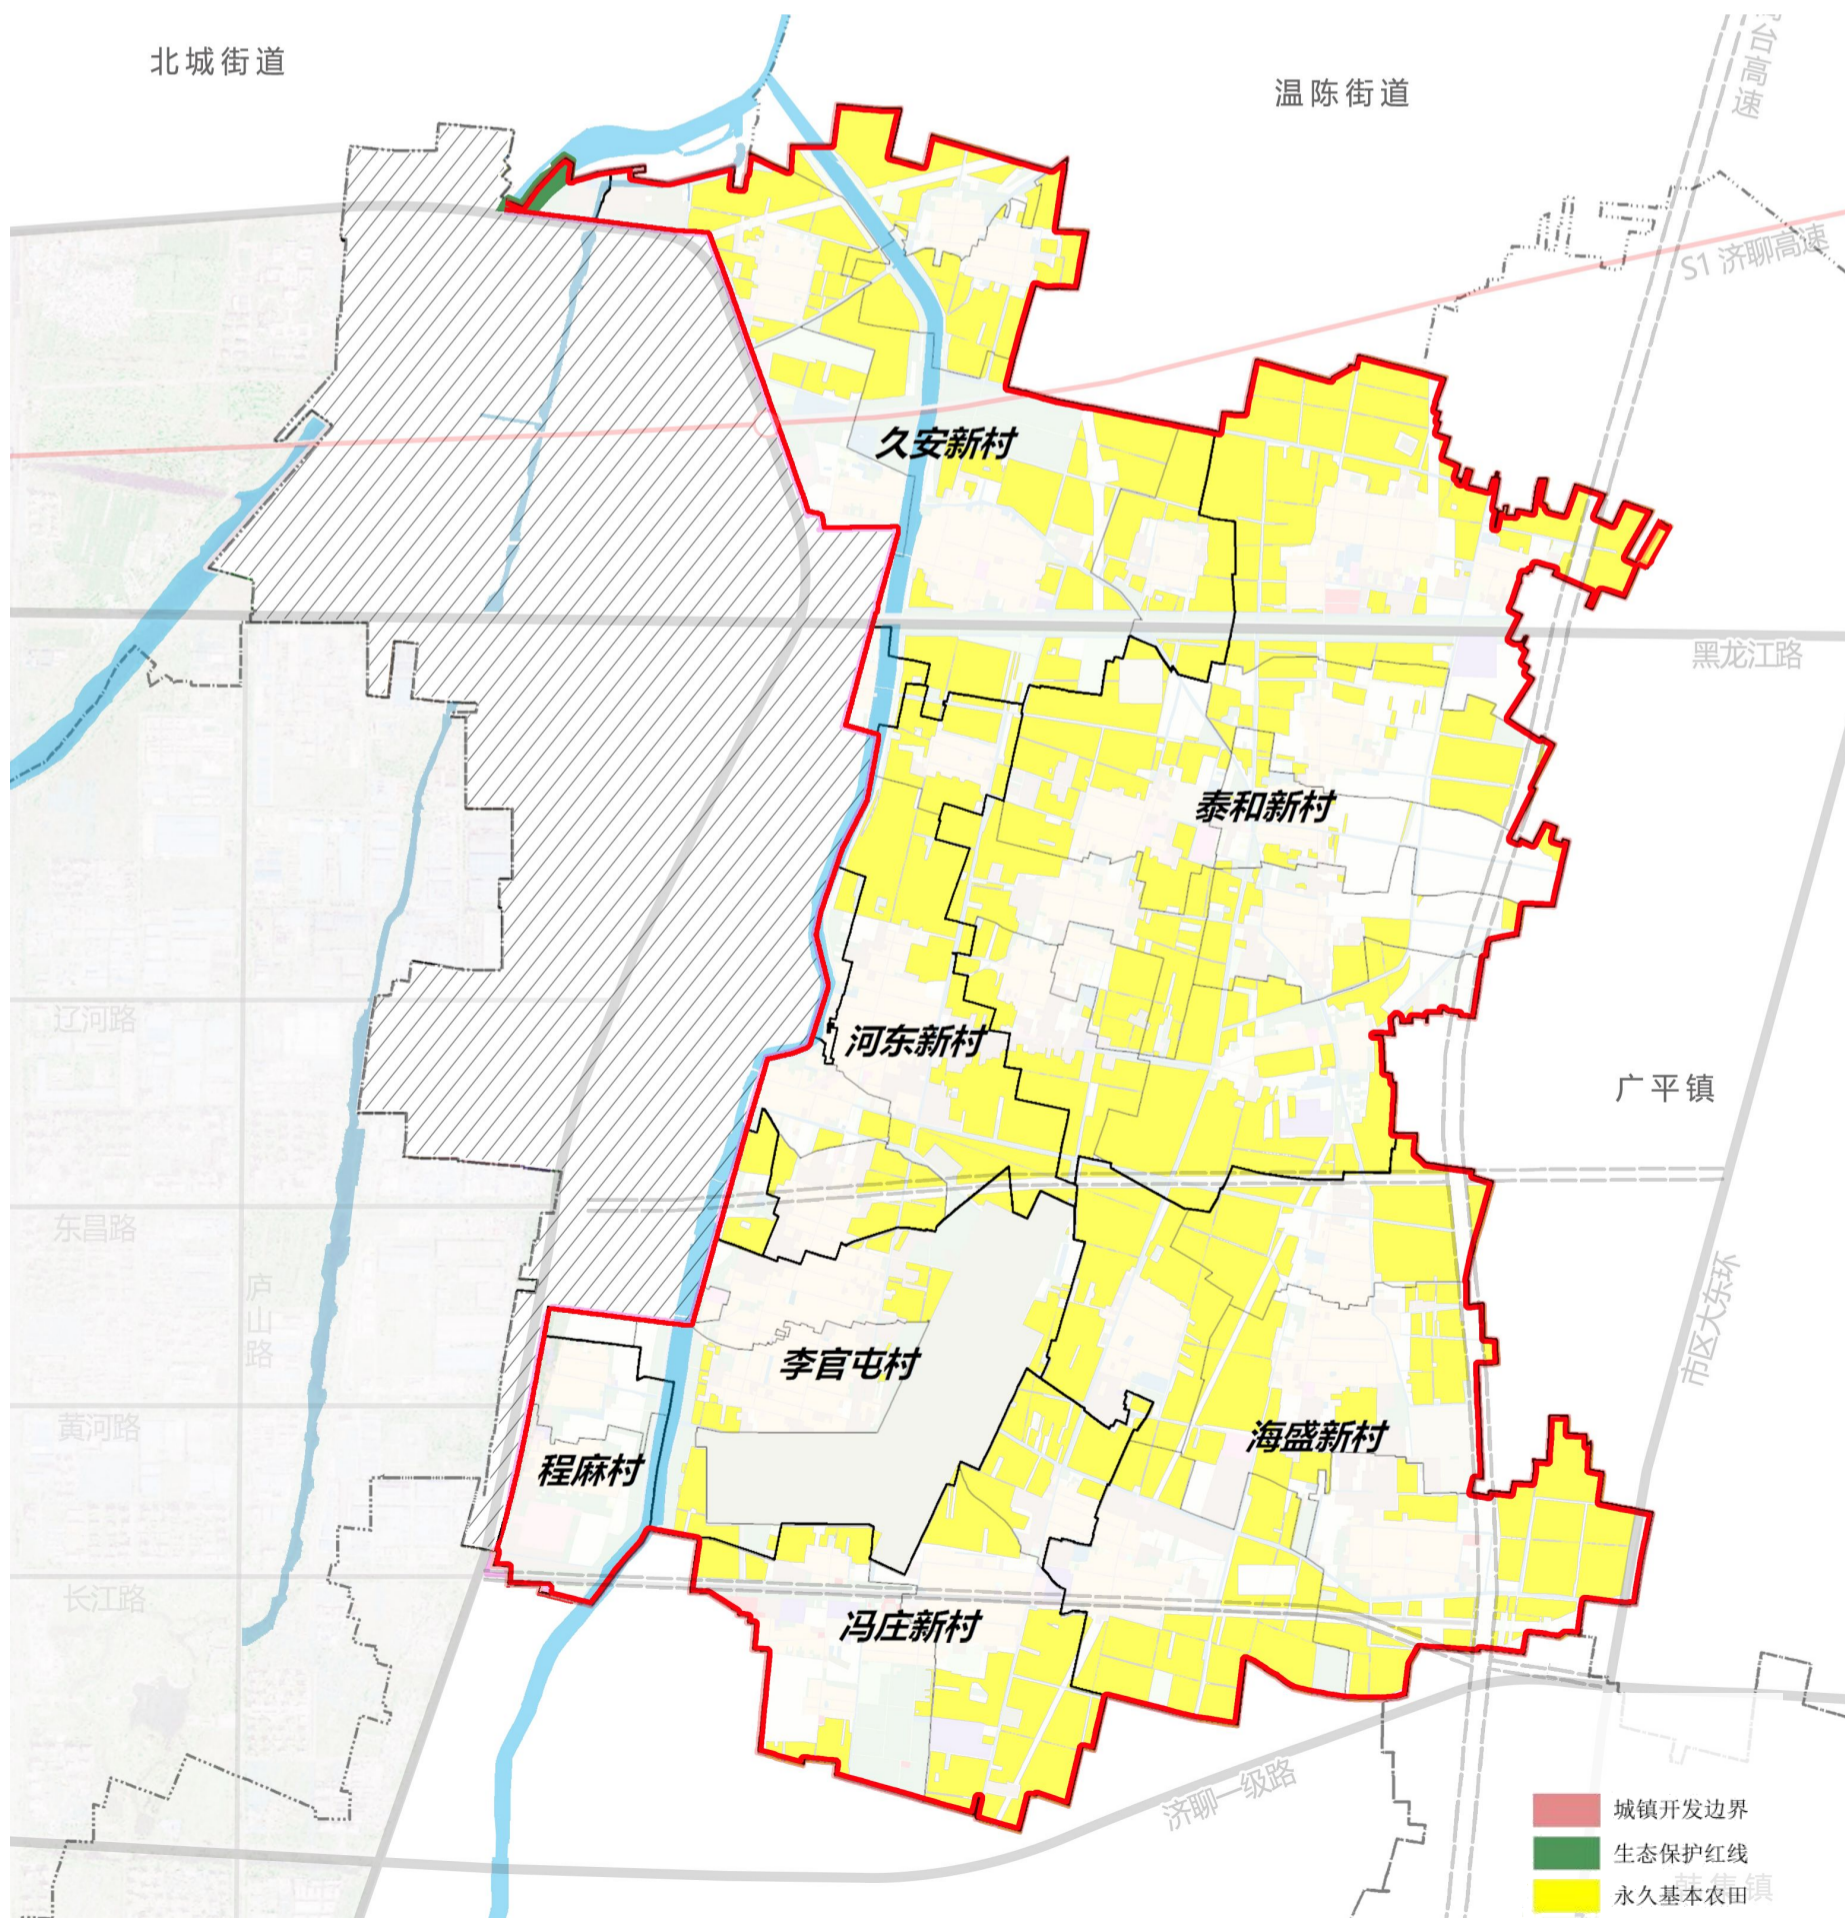 北城街道
温陈街道
台高速
S1 济聊高速
久安新村
黑龙江路
泰和新村
辽河路
河东新村
广平镇
东昌路
庐山路
市区大东环
李官屯村
黄河路
海盛新村
程麻村
长江路
冯庄新村
济聊一级路
城镇开发边界
生态保护红线
永久基本农田